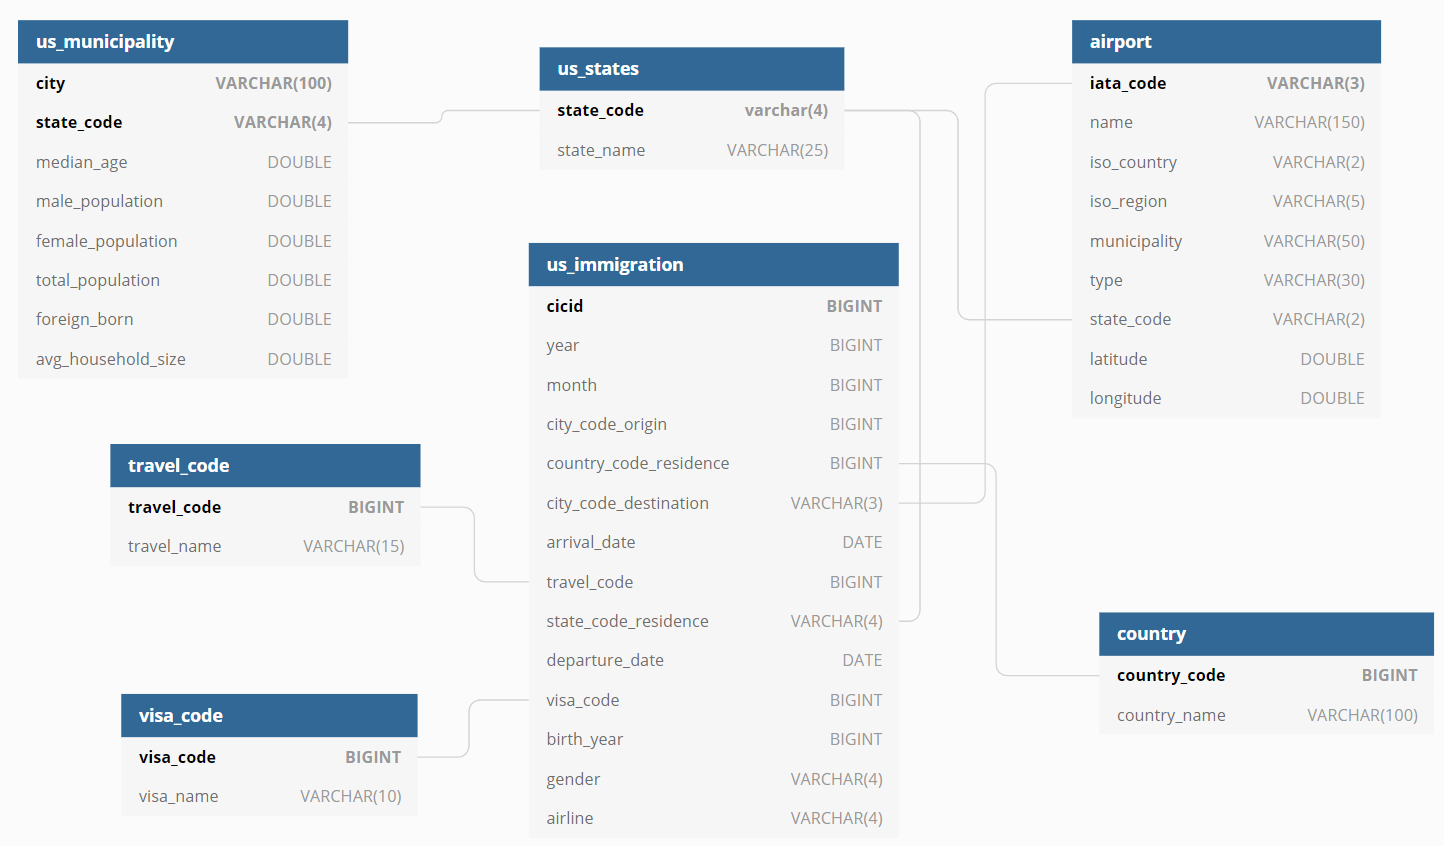 us_municipality
city VARCHAR(100)
state_code VARCHAR(4)
median_age DOUBLE
male_population DOUBLE
female_population DOUBLE
total_population DOUBLE
foreign_born DOUBLE
avg_household_size DOUBLE
us_states
state_code varchar(4)
state_name VARCHAR(25)
airport
iata_code VARCHAR(3)
name VARCHAR(150)
iso_country VARCHAR(2)
iso_region VARCHAR(5)
municipality VARCHAR(50)
type VARCHAR(30)
state_code VARCHAR(2)
latitude DOUBLE
longitude DOUBLE
us_immigration
cicid BIGINT
year BIGINT
month BIGINT
city_code_origin BIGINT
country_code_residence BIGINT
city_code_destination VARCHAR(3)
arrival_date DATE
travel_code BIGINT
state_code_residence VARCHAR(4)
departure_date DATE
visa_code BIGINT
birth_year BIGINT
gender VARCHAR(4)
airline VARCHAR(4)
travel_code
travel_code BIGINT
travel_name VARCHAR(15)
visa_code
visa_code BIGINT
visa_name VARCHAR(10)
country
country_code BIGINT
country_name VARCHAR(100)